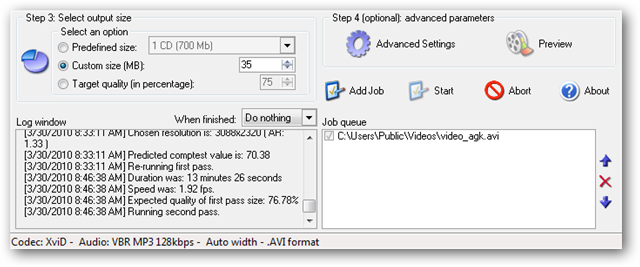 Step 3: Select output size
Select an option
Predefined size:
1 CD (700 Mb)
Custom size (MB):
35
Target quality (in percentage):
75
Step 4 (optional): advanced parameters
Advanced Settings
Preview
Add Job
Start
Abort
About
Log window
When finished:
Do nothing
[3/30/2010 8:33:11 AM] Chosen resolution is: 3088x2320 ( AR:
1.33 )
[3/30/2010 8:33:11 AM] Predicted comptest value is: 70.38
[3/30/2010 8:33:11 AM] Re-running first pass.
[3/30/2010 8:46:38 AM] Duration was: 13 minutes 26 seconds
[3/30/2010 8:46:38 AM] Speed was: 1.92 fps.
[3/30/2010 8:46:38 AM] Expected quality of first pass size: 76.78%
[3/30/2010 8:46:38 AM] Running second pass.
Job queue
C:\Users\Public\Videos\video_agk.avi
Codec: XviD - Audio: VBR MP3 128kbps - Auto width - .AVI format